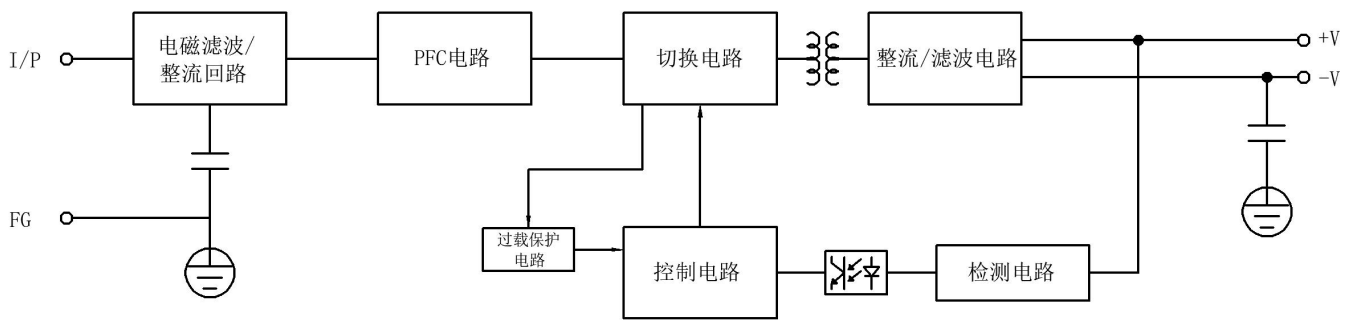 I/P
电磁滤波/
整流回路
PFC电路
切换电路
整流/滤波电路
+V
-V
FG
过载保护
电路
控制电路
检测电路